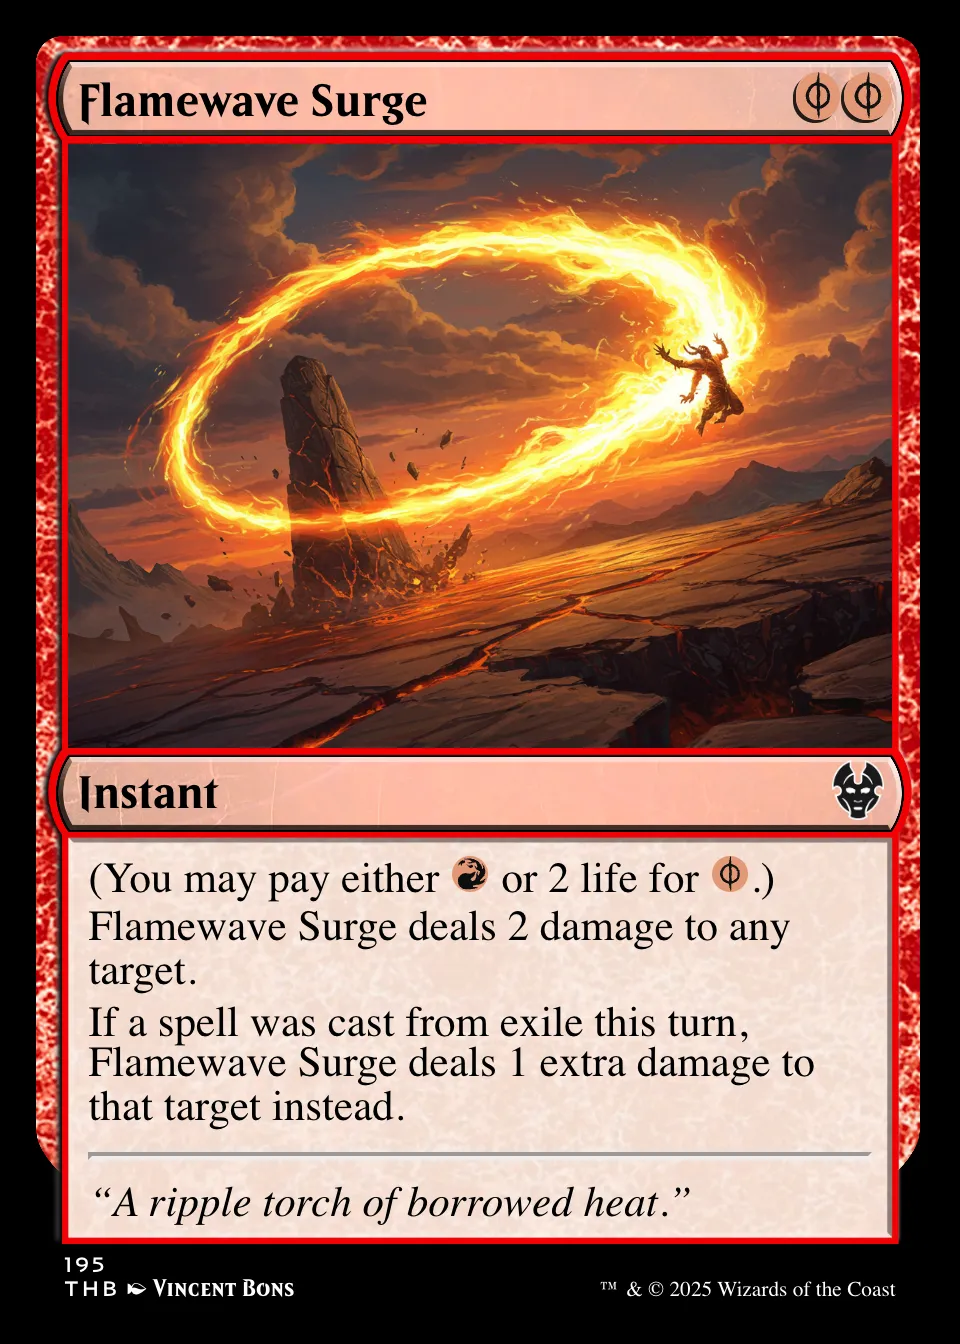 Flamewave Surge
Instant
(You may pay either or 2 life for .)
Flamewave Surge deals 2 damage to any
target.
If a spell was cast from exile this turn,
Flamewave Surge deals 1 extra damage to
that target instead.
“A ripple torch of borrowed heat.”
195
THB Vincent Bons
™ & © 2025 Wizards of the Coast